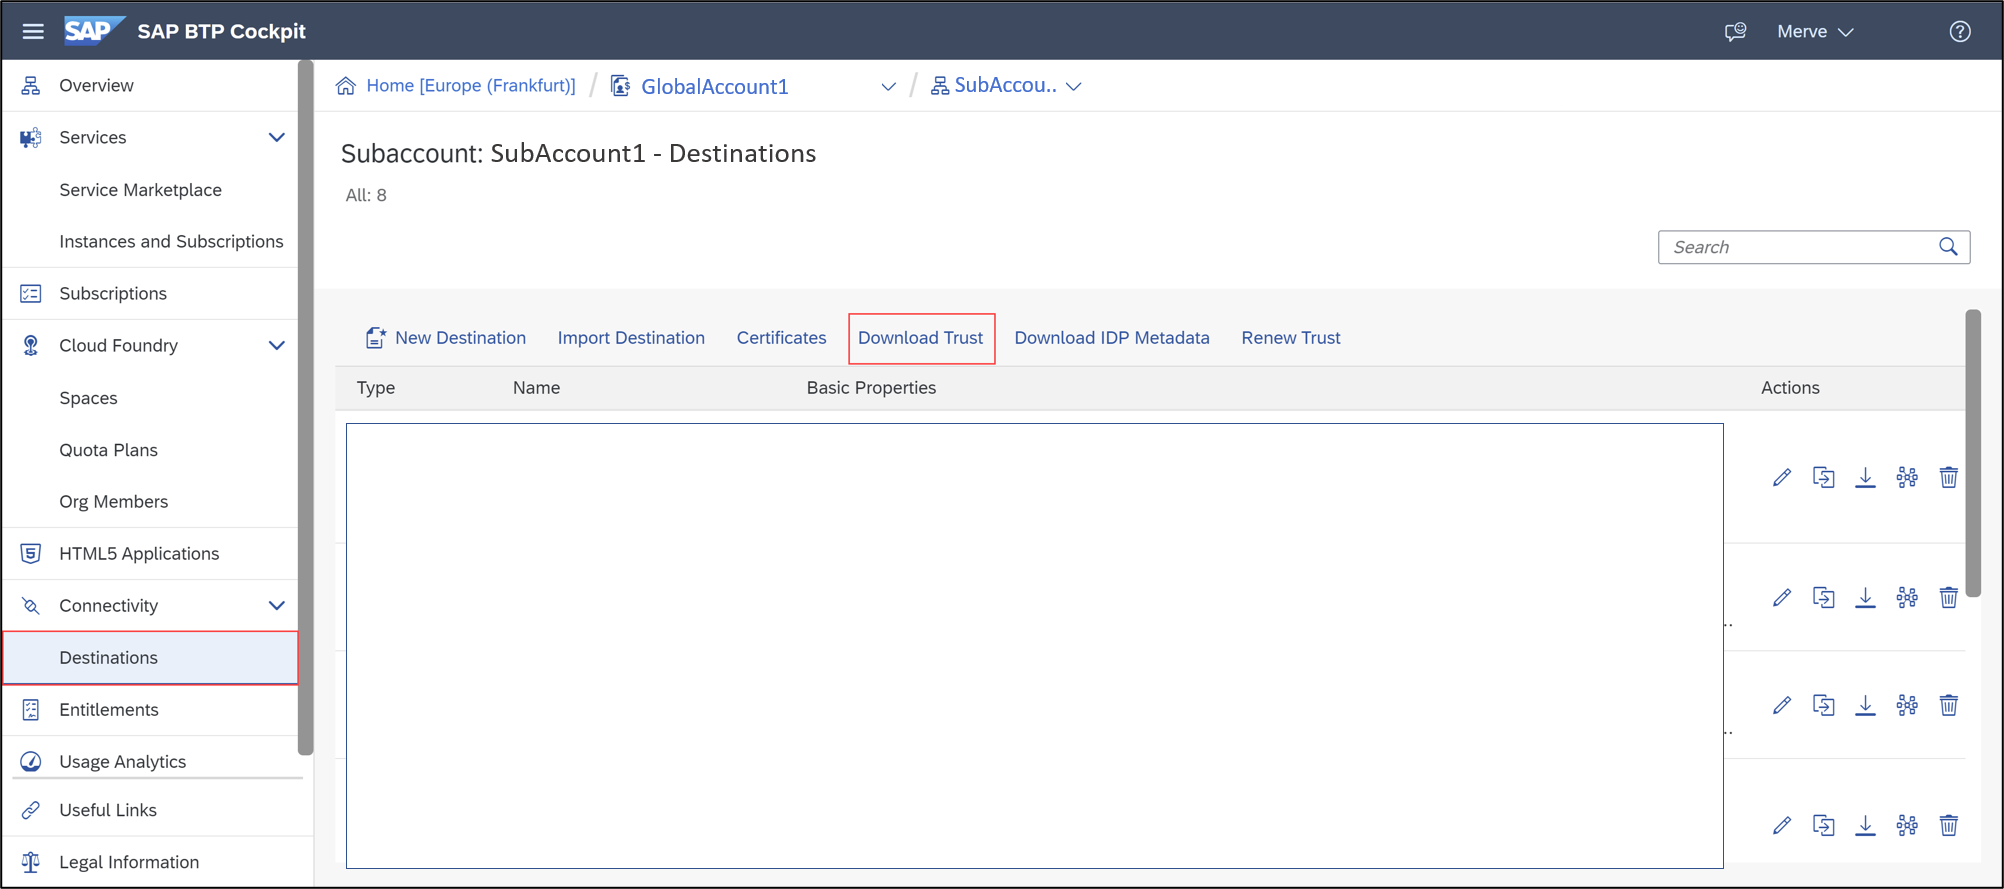 SAP SAP BTP Cockpit
Merve
Overview
Services
Service Marketplace
Instances and Subscriptions
Subscriptions
Cloud Foundry
Spaces
Quota Plans
Org Members
HTML5 Applications
Connectivity
Destinations
Entitlements
Usage Analytics
Useful Links
Legal Information
Home [Europe (Frankfurt)] / GlobalAccount1 / SubAccou..
Subaccount: SubAccount1 - Destinations
All: 8
Search
New Destination Import Destination Certificates Download Trust Download IDP Metadata Renew Trust
Type Name Basic Properties Actions
..
..